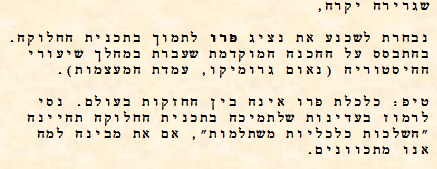 שגרירה יקרה,
נבחרת לשכנע את נציג פרו לתמוך בתכנית החלוקה.
בהתבסס על ההכנה המוקדמת שעברת במהלך שיעורי
ההיסטוריה (נאום גרומיקו, עמדת המעצמות).
טיפ: כלכלת פרו אינה בין החזקות בעולם. נסי
לרמוז בעדינות שלתמיכה בתכנית החלוקה תהיינה
"השלכות כלכליות משתלמות", אם את מבינה למה
אנו מתכוונים.